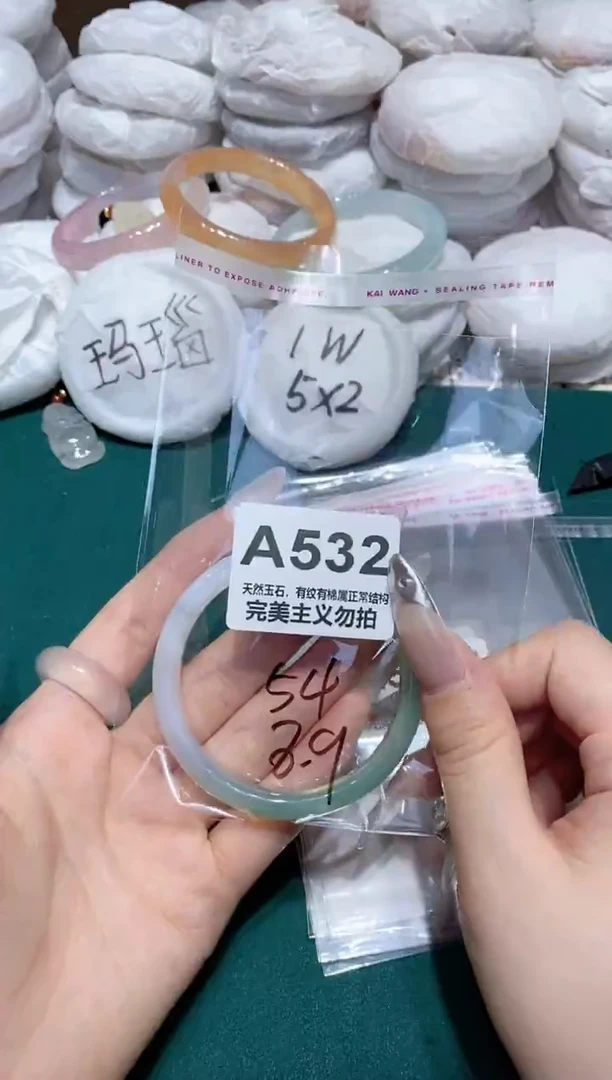 LINER TO EXPOSE ADHESIVE.
KAI WANG • SEALING TAPE REM
玛瑙
1W
5X2
A532
天然玉石，有纹有棉属正常结构
完美主义勿拍
54
3.9